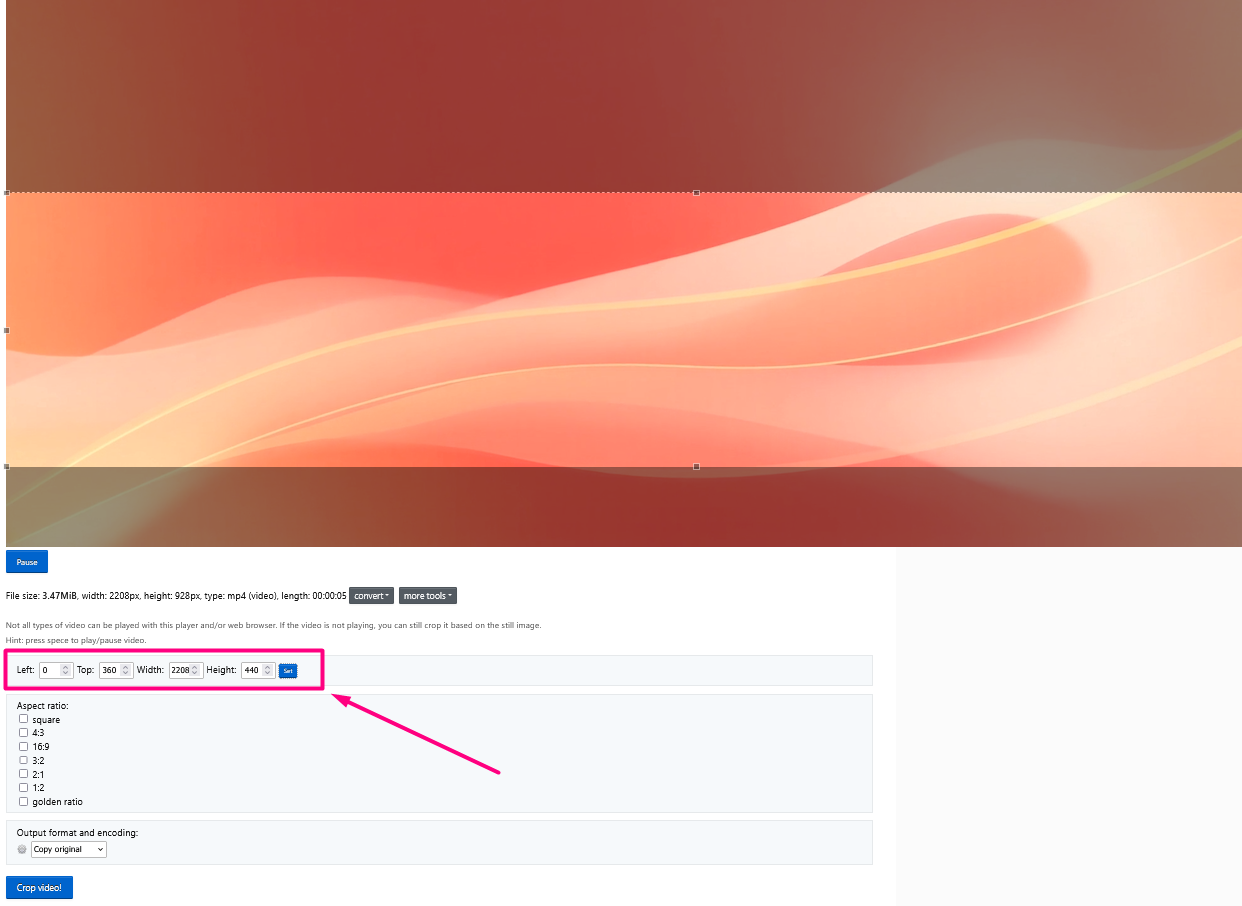 Pause
File size: 3.47MiB, width: 2208px, height: 928px, type: mp4 (video), length: 00:00:05 convert more tools
Not all types of video can be played with this player and/or web browser. If the video is not playing, you can still crop it based on the still image.
Hint: press spece to play/pause video.
Left: 0 Top: 360 Width: 2208 Height: 440 Set
Aspect ratio:
square
4:3
16:9
3:2
2:1
1:2
golden ratio
Output format and encoding:
Copy original
Crop video!